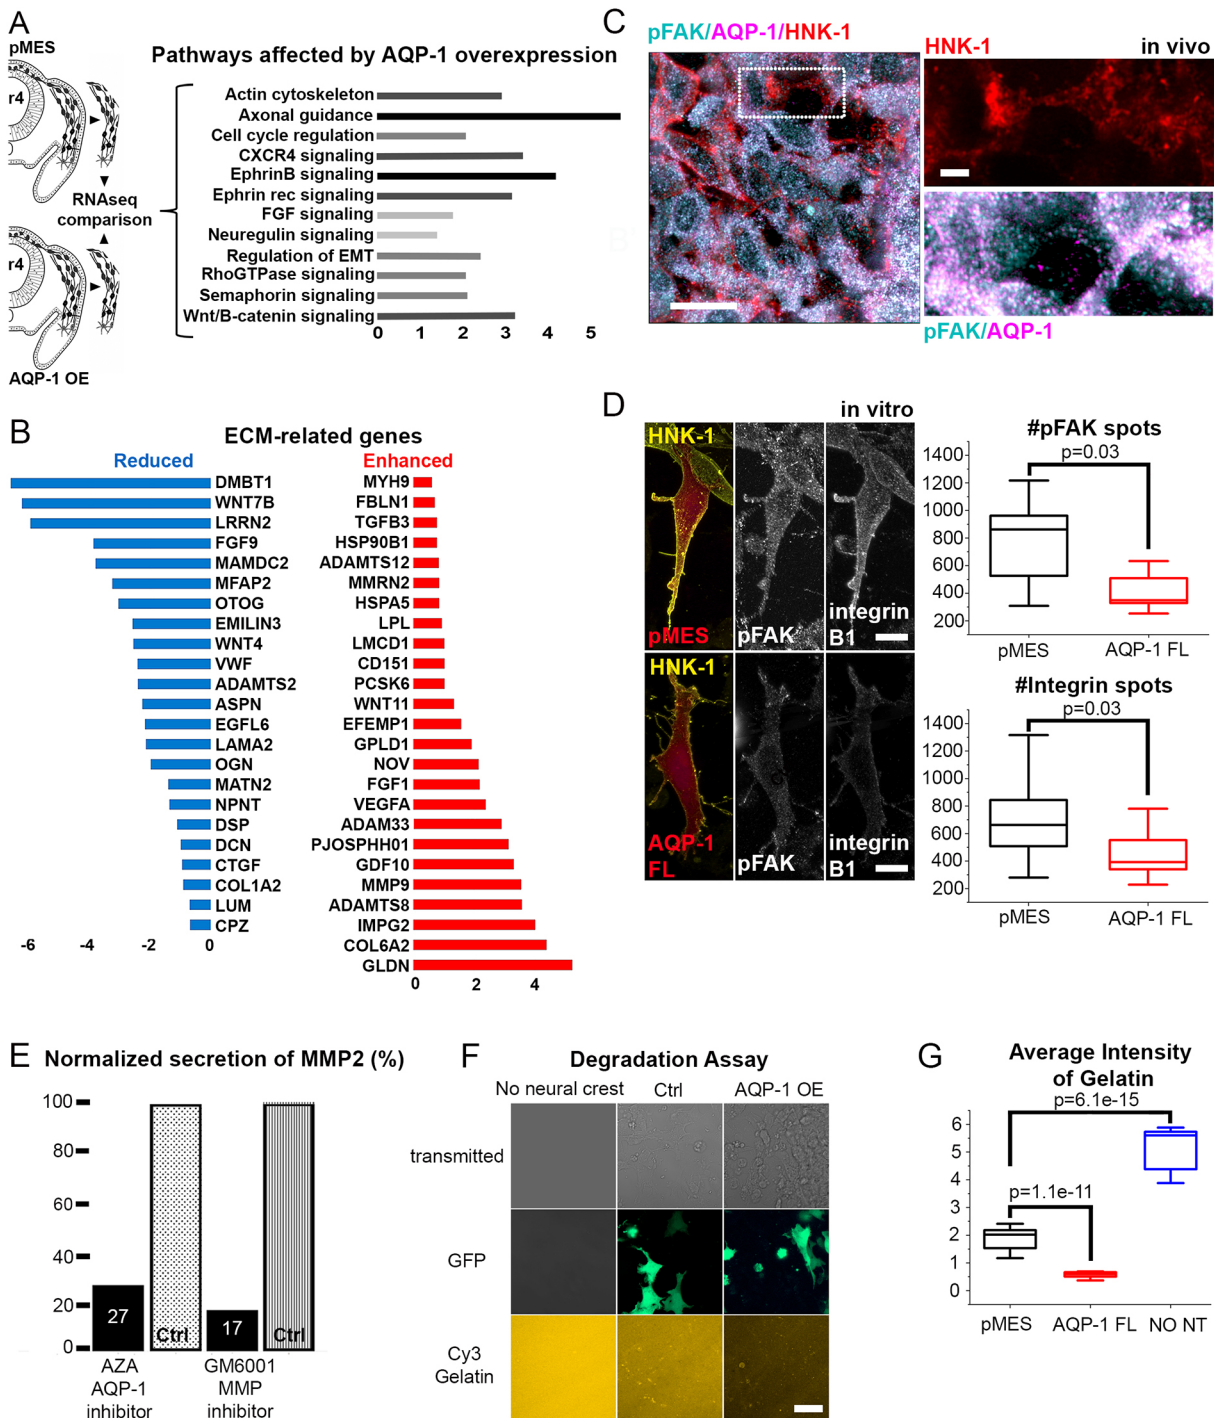 A
pMES
r4
RNAseq
comparison
r4
AQP-1 OE
Pathways affected by AQP-1 overexpression
Actin cytoskeleton
Axonal guidance
Cell cycle regulation
CXCR4 signaling
EphrinB signaling
Ephrin rec signaling
FGF signaling
Neuregulin signaling
Regulation of EMT
RhoGTPase signaling
Semaphorin signaling
Wnt/B-catenin signaling
0 1 2 3 4 5
B
ECM-related genes
Reduced
DMBT1
WNT7B
LRRN2
FGF9
MAMDC2
MFAP2
OTOG
EMILIN3
WNT4
VWF
ADAMTS2
ASPN
EGFL6
LAMA2
OGN
MATN2
NPNT
DSP
DCN
CTGF
COL1A2
LUM
CPZ
-6 -4 -2 0
Enhanced
MYH9
FBLN1
TGFB3
HSP90B1
ADAMTS12
MMRN2
HSPA5
LPL
LMCD1
CD151
PCSK6
WNT11
EFEMP1
GPLD1
NOV
FGF1
VEGFA
ADAM33
PJOSPHH01
GDF10
MMP9
ADAMTS8
IMPG2
COL6A2
GLDN
0 2 4
C
pFAK/AQP-1/HNK-1
HNK-1
in vivo
pFAK/AQP-1
D
in vitro
HNK-1
pMES
pFAK
integrin
B1
HNK-1
AQP-1
FL
pFAK
integrin
B1
#pFAK spots
p=0.03
1400
1200
1000
800
600
400
200
pMES AQP-1 FL
#Integrin spots
p=0.03
1400
1200
1000
800
600
400
200
pMES AQP-1 FL
E
Normalized secretion of MMP2 (%)
100
80
60
40
20
0
27
Ctrl
17
Ctrl
AZA
AQP-1
inhibitor
GM6001
MMP
inhibitor
F
Degradation Assay
No neural crest Ctrl AQP-1 OE
transmitted
GFP
Cy3
Gelatin
G
Average Intensity
of Gelatin
p=6.1e-15
p=1.1e-11
6
5
4
3
2
1
0
pMES AQP-1 FL NO NT